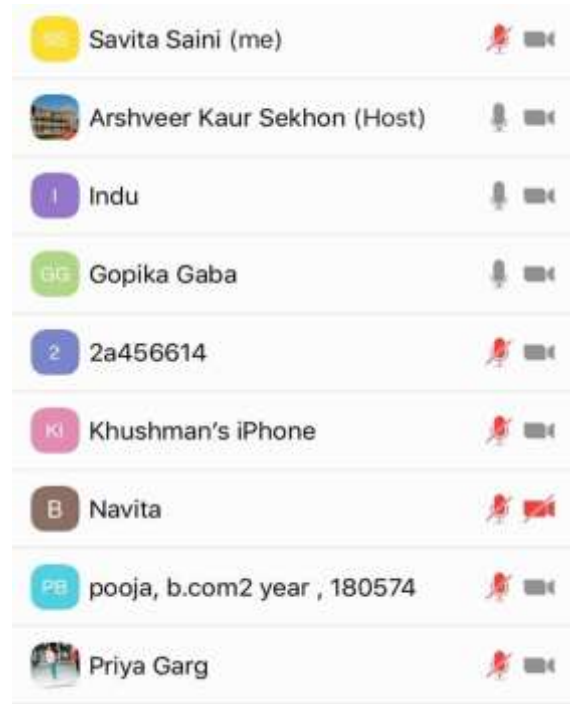 SS Savita Saini (me)
Arshveer Kaur Sekhon (Host)
I Indu
GG Gopika Gaba
2 2a456614
KI Khushman’s iPhone
B Navita
PB pooja, b.com2 year , 180574
Priya Garg